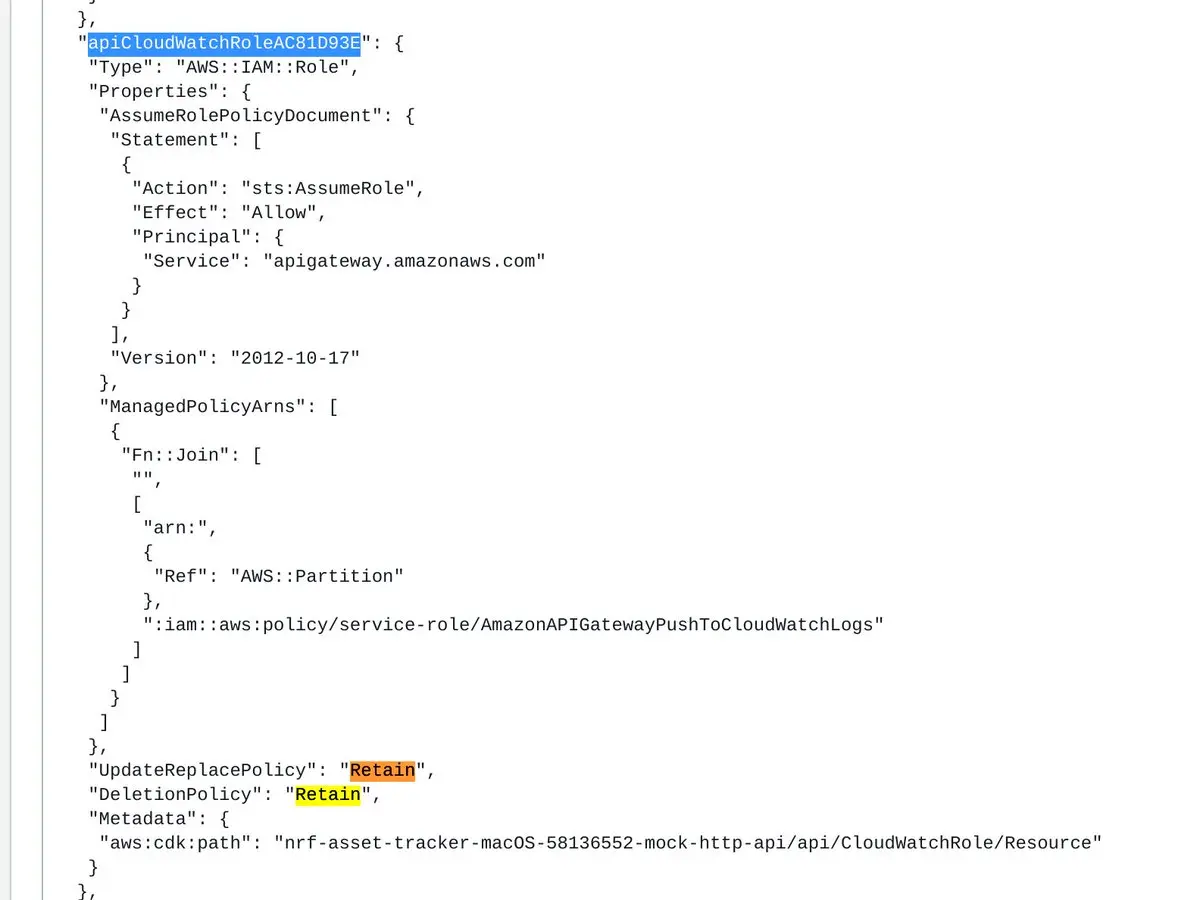 },
"apiCloudWatchRoleAC81D93E": {
"Type": "AWS::IAM::Role",
"Properties": {
"AssumeRolePolicyDocument": {
"Statement": [
{
"Action": "sts:AssumeRole",
"Effect": "Allow",
"Principal": {
"Service": "apigateway.amazonaws.com"
}
}
],
"Version": "2012-10-17"
},
"ManagedPolicyArns": [
{
"Fn::Join": [
"",
[
"arn:",
{
"Ref": "AWS::Partition"
},
":iam::aws:policy/service-role/AmazonAPIGatewayPushToCloudWatchLogs"
]
]
}
]
},
"UpdateReplacePolicy": "Retain",
"DeletionPolicy": "Retain",
"Metadata": {
"aws:cdk:path": "nrf-asset-tracker-macOS-58136552-mock-http-api/api/CloudWatchRole/Resource"
}
},